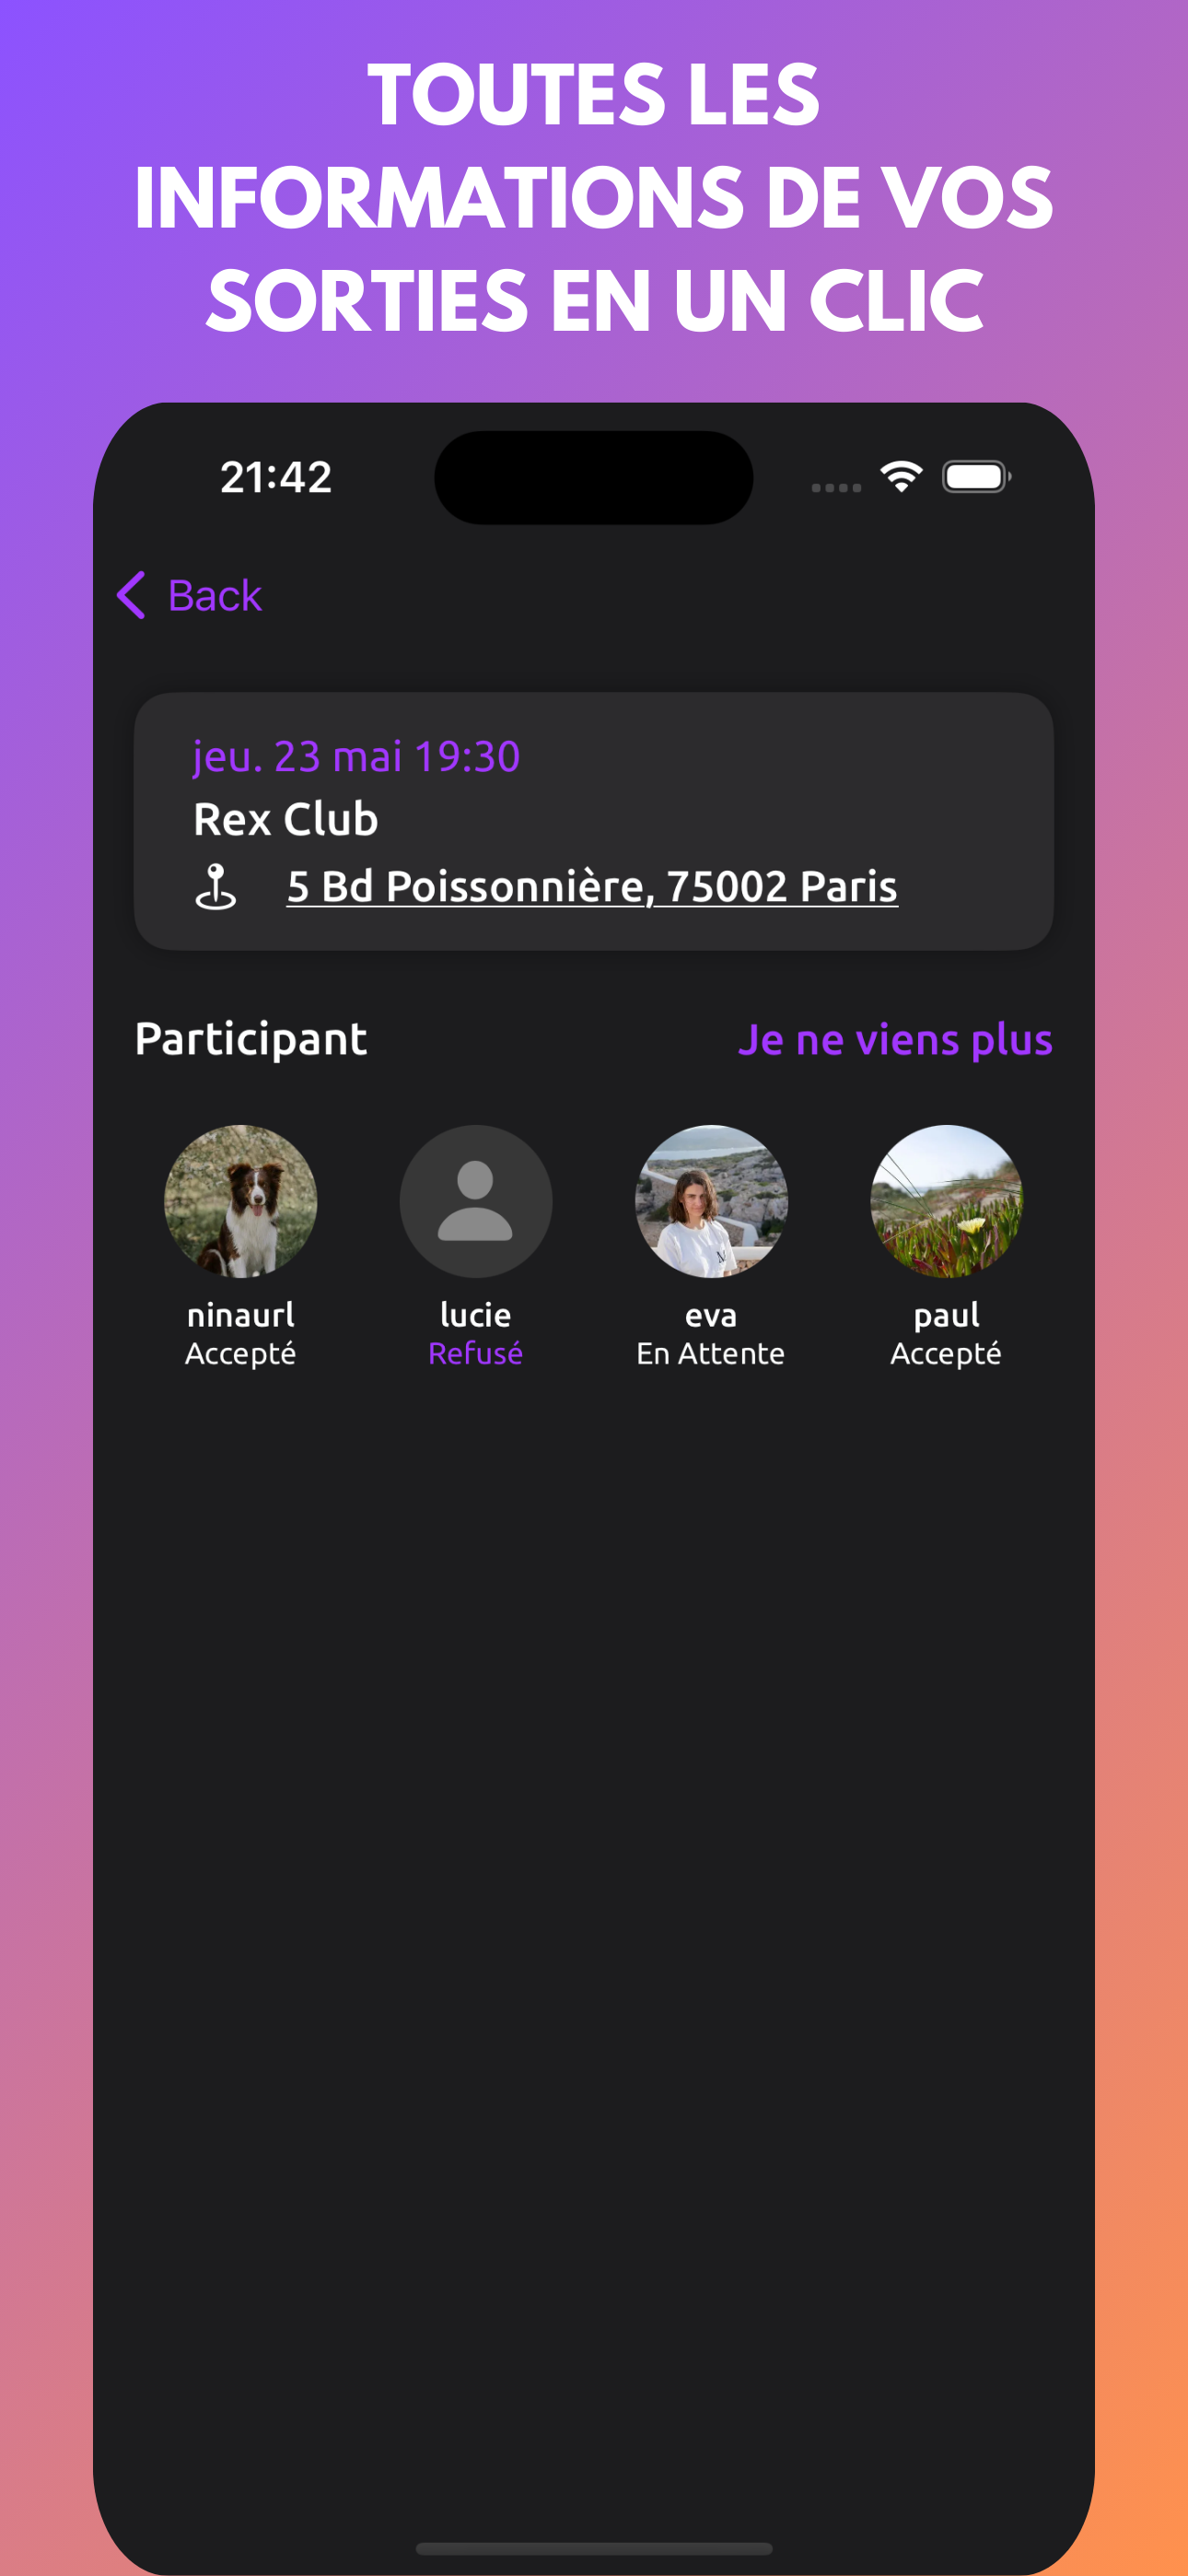 TOUTES LES
INFORMATIONS DE VOS
SORTIES EN UN CLIC
21:42
Back
jeu. 23 mai 19:30
Rex Club
5 Bd Poissonnière, 75002 Paris
Participant Je ne viens plus
ninaurl lucie eva paul
Accepté Refusé En Attente Accepté